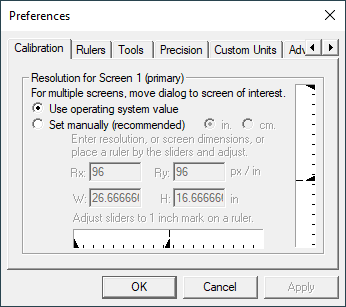 Preferences
Calibration Rulers Tools Precision Custom Units Adv
Resolution for Screen 1 (primary)
For multiple screens, move dialog to screen of interest.
Use operating system value
Set manually (recommended) in. cm.
Enter resolution, or screen dimensions, or
place a ruler by the sliders and adjust.
Rx: 96 Ry: 96 px / in
W: 26.666666 H: 16.666666 in
Adjust sliders to 1 inch mark on a ruler.
OK Cancel Apply